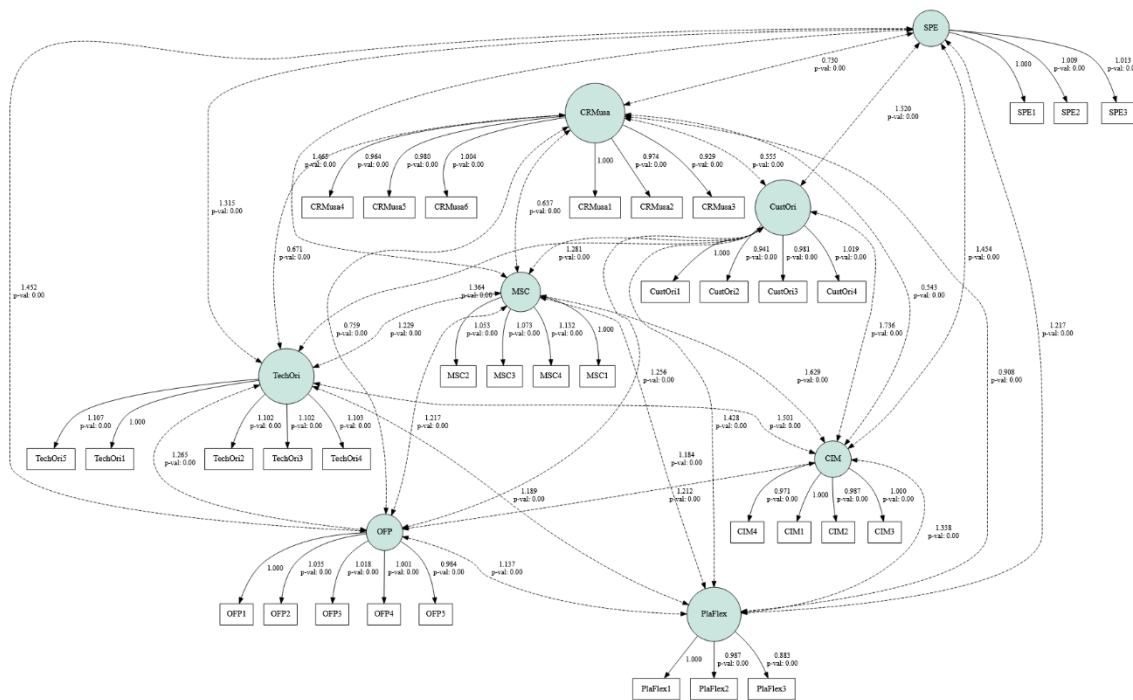 SPE
1.000
1.009
p-val: 0.00
1.013
p-val: 0.00
SPE1
SPE2
SPE3
0.730
p-val: 0.00
CRMusa
1.320
p-val: 0.00
1.465
p-val: 0.00
0.964
p-val: 0.00
0.980
p-val: 0.00
1.004
p-val: 0.00
1.000
0.974
p-val: 0.00
0.929
p-val: 0.00
0.555
p-val: 0.00
CRMusa4
CRMusa5
CRMusa6
CRMusa1
CRMusa2
CRMusa3
CustOri
1.315
p-val: 0.00
0.637
p-val: 0.00
0.671
p-val: 0.00
1.281
p-val: 0.00
1.000
0.941
p-val: 0.00
0.981
p-val: 0.00
1.019
p-val: 0.00
1.454
p-val: 0.00
CustOri1
CustOri2
CustOri3
CustOri4
1.452
p-val: 0.00
1.364
p-val: 0.00
MSC
0.543
p-val: 0.00
0.759
p-val: 0.00
1.229
p-val: 0.00
1.053
p-val: 0.00
1.073
p-val: 0.00
1.132
p-val: 0.00
1.000
1.736
p-val: 0.00
1.217
p-val: 0.00
MSC2
MSC3
MSC4
MSC1
TechOri
1.256
p-val: 0.00
1.629
p-val: 0.00
0.908
p-val: 0.00
1.107
p-val: 0.00
1.000
1.102
p-val: 0.00
1.102
p-val: 0.00
1.103
p-val: 0.00
1.217
p-val: 0.00
1.428
p-val: 0.00
1.501
p-val: 0.00
TechOri5
TechOri1
TechOri2
TechOri3
TechOri4
1.265
p-val: 0.00
1.184
p-val: 0.00
CIM
1.189
p-val: 0.00
1.212
p-val: 0.00
0.971
p-val: 0.00
1.000
0.987
p-val: 0.00
1.000
p-val: 0.00
CIM4
CIM1
CIM2
CIM3
OFP
1.338
p-val: 0.00
1.000
1.035
p-val: 0.00
1.018
p-val: 0.00
1.001
p-val: 0.00
0.984
p-val: 0.00
1.137
p-val: 0.00
OFP1
OFP2
OFP3
OFP4
OFP5
PlaFlex
1.000
0.987
p-val: 0.00
0.883
p-val: 0.00
PlaFlex1
PlaFlex2
PlaFlex3